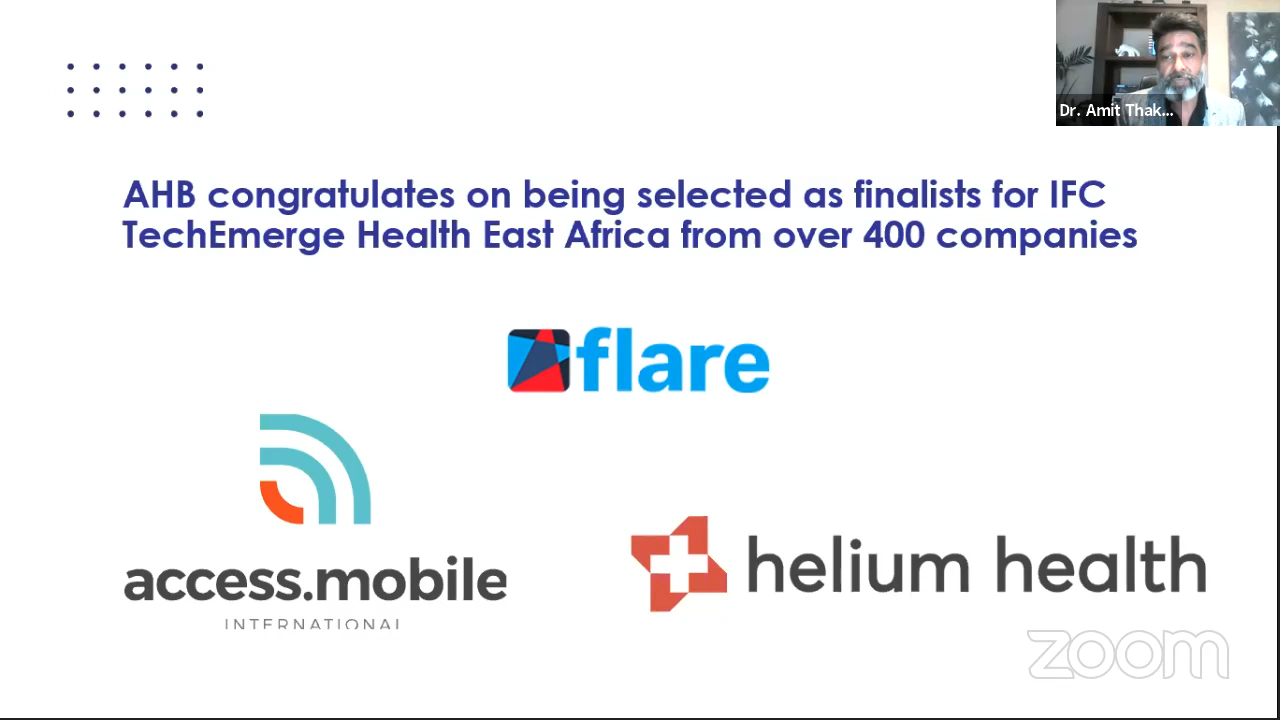 Dr. Amit Thak...
AHB congratulates on being selected as finalists for IFC
TechEmerge Health East Africa from over 400 companies
flare
access.mobile
INTERNATIONAL
helium health
zoom